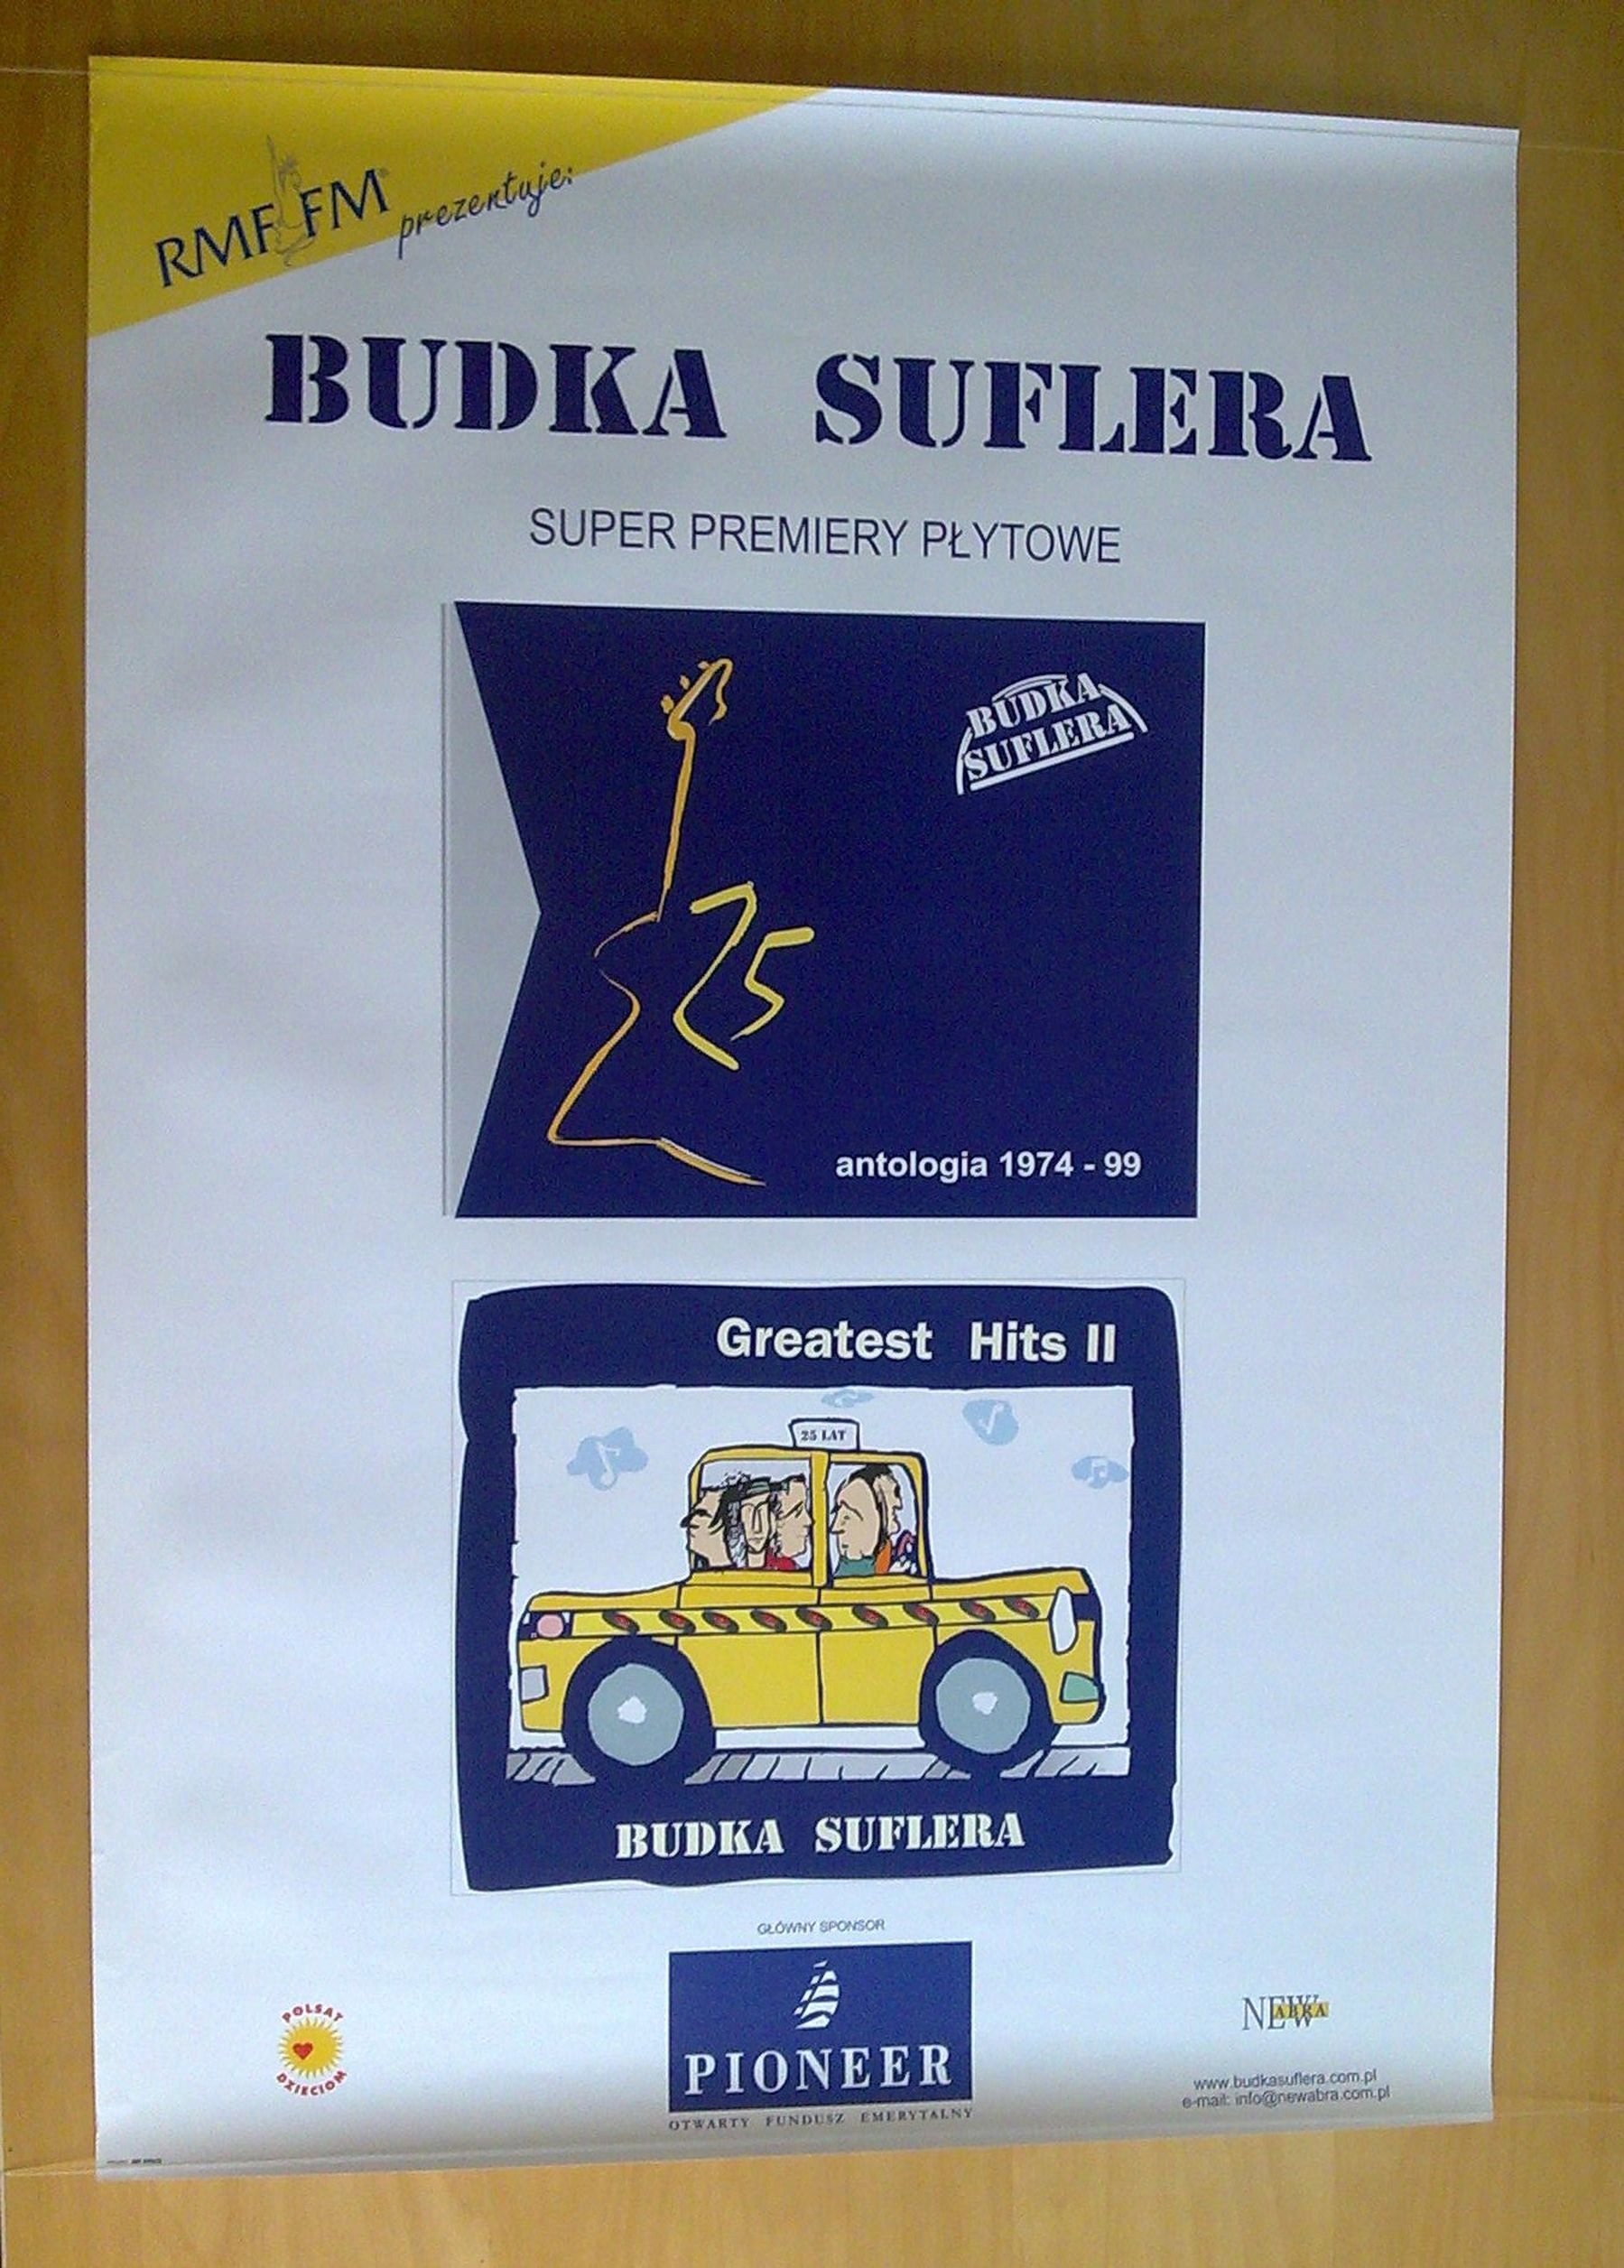 RMF FM prezentuje:
BUDKA SUFLERA
SUPER PREMIERY PŁYTOWE
BUDKA
SUFLERA
25
antologia 1974 - 99
Greatest Hits II
25 LAT
BUDKA SUFLERA
GŁÓWNY SPONSOR
PIONEER
OTWARTY FUNDUSZ EMERYTALNY
POLSAT
DZIECIOM
NEW ABRA
www.budkasuflera.com.pl
e-mail: info@newabra.com.pl